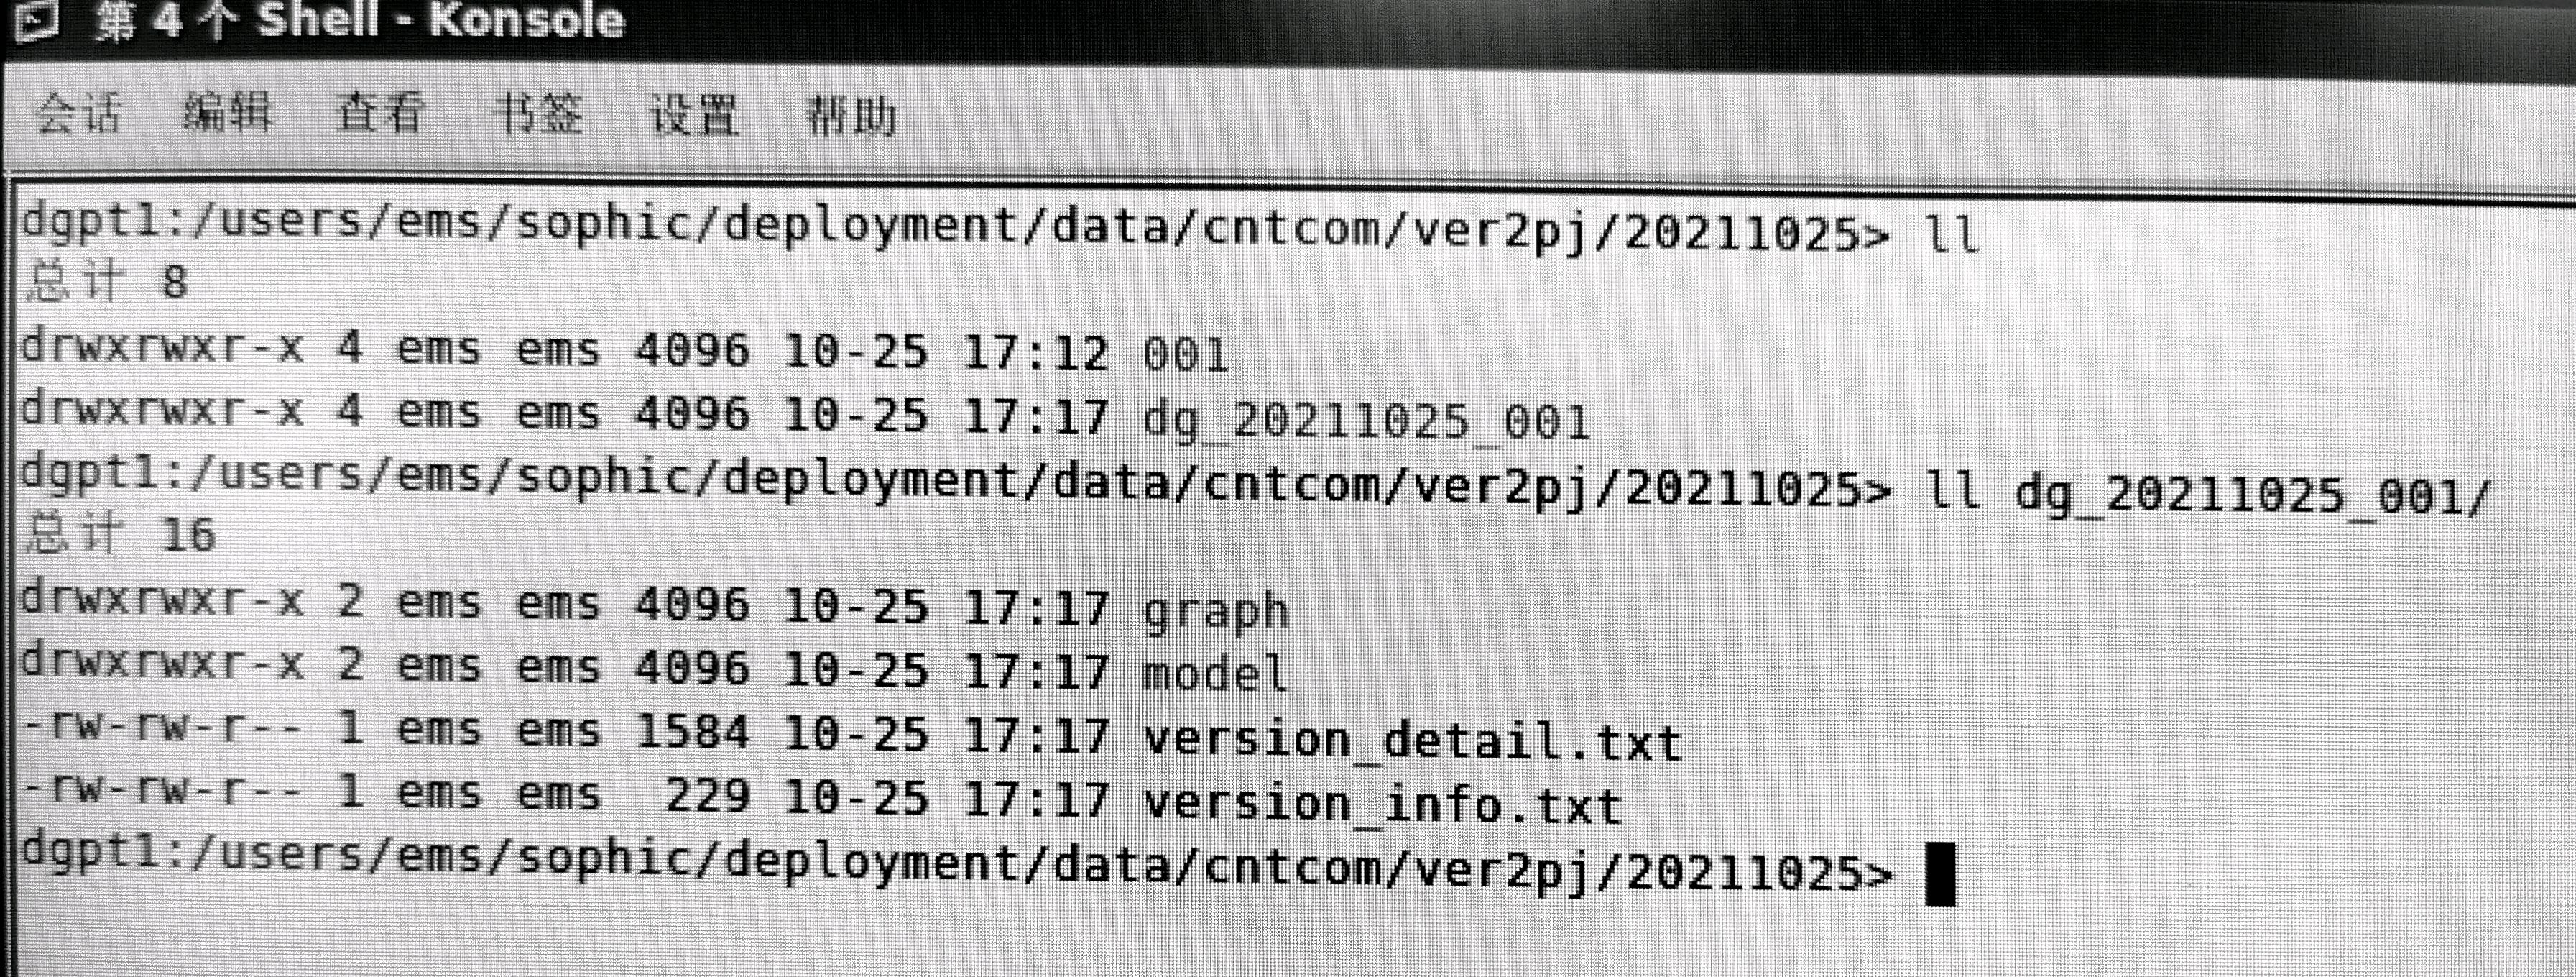 第 4 个 Shell - Konsole
会话 编辑 查看 书签 设置 帮助
dgpt1:/users/ems/sophic/deployment/data/cntcom/ver2pj/20211025> ll
总计 8
drwxrwxr-x 4 ems ems 4096 10-25 17:12 001
drwxrwxr-x 4 ems ems 4096 10-25 17:17 dg_20211025_001
dgpt1:/users/ems/sophic/deployment/data/cntcom/ver2pj/20211025> ll dg_20211025_001/
总计 16
drwxrwxr-x 2 ems ems 4096 10-25 17:17 graph
drwxrwxr-x 2 ems ems 4096 10-25 17:17 model
-rw-rw-r-- 1 ems ems 1584 10-25 17:17 version_detail.txt
-rw-rw-r-- 1 ems ems  229 10-25 17:17 version_info.txt
dgpt1:/users/ems/sophic/deployment/data/cntcom/ver2pj/20211025>